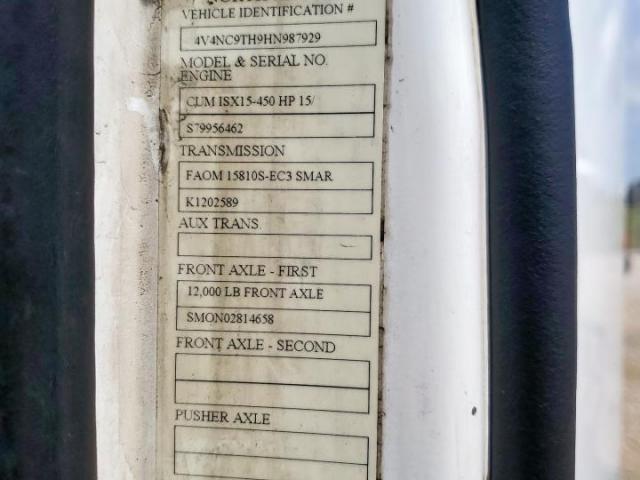 VEHICLE IDENTIFICATION #
4V4NC9TH9HN987929
MODEL & SERIAL NO.
ENGINE
CUM ISX15-450 HP 15/
S79956462
TRANSMISSION
FAOM 15810S-EC3 SMAR
K1202589
AUX TRANS.
FRONT AXLE - FIRST
12,000 LB FRONT AXLE
SMON02814658
FRONT AXLE - SECOND
PUSHER AXLE